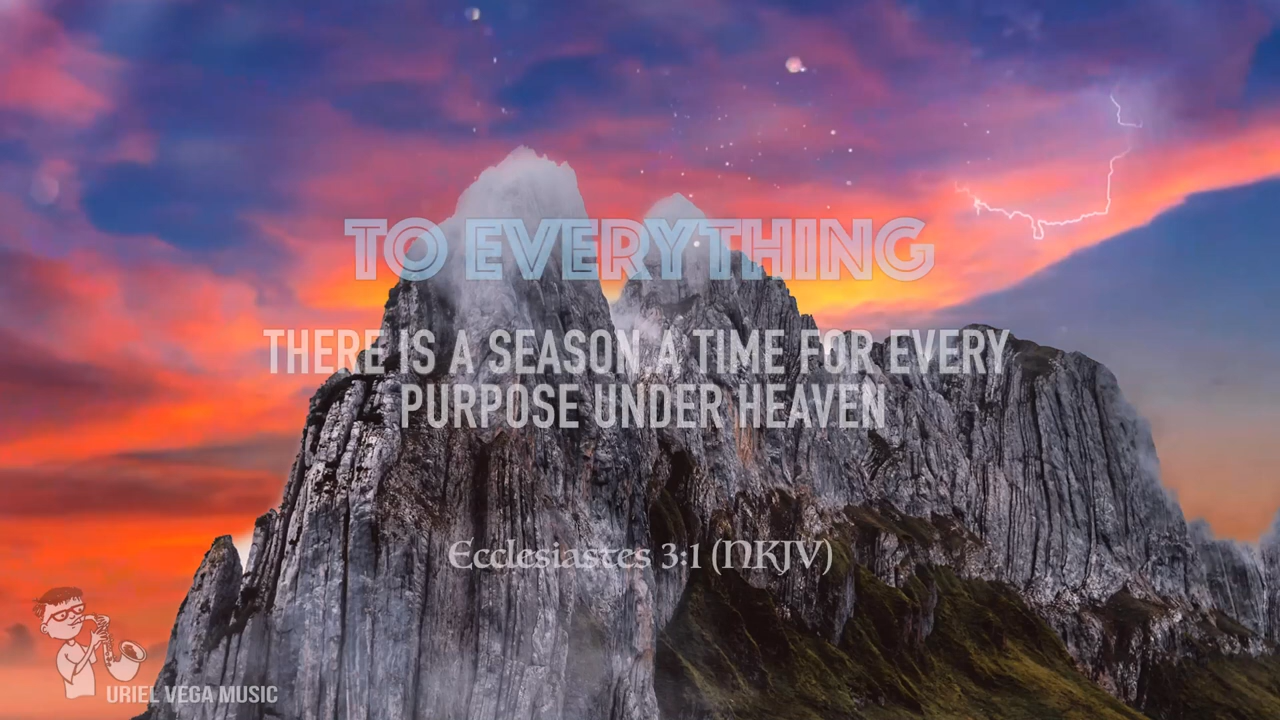 TO EVERYTHING
THERE IS A SEASON A TIME FOR EVERY
PURPOSE UNDER HEAVEN
Ecclesiastes 3:1 (NKJV)
URIEL VEGA MUSIC